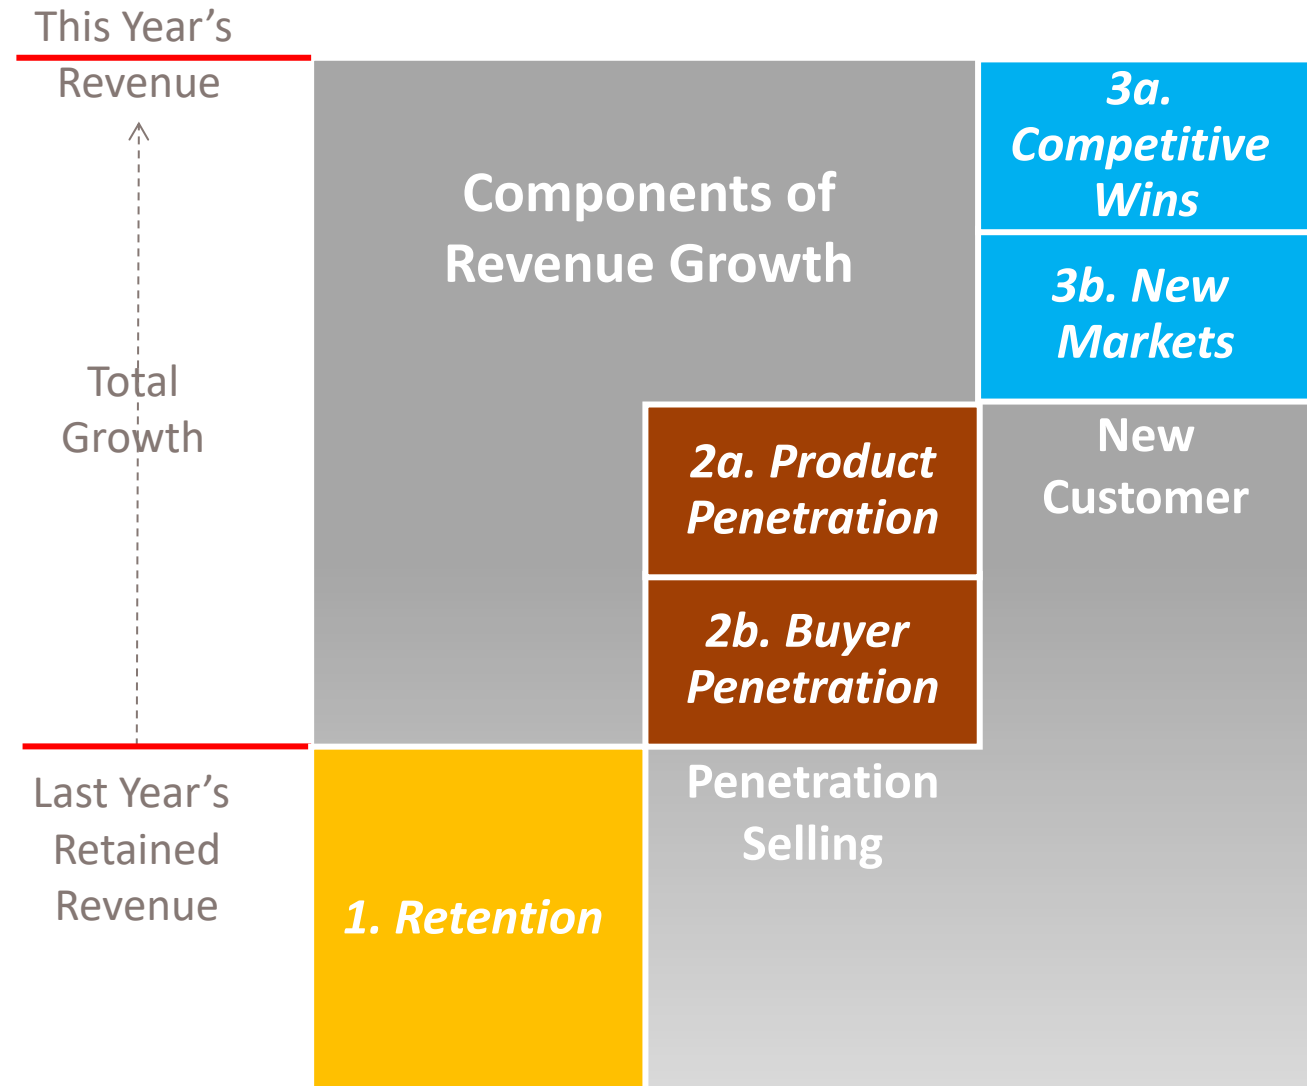 This Year’s
Revenue
Total
Growth
Last Year’s
Retained
Revenue
Components of
Revenue Growth
3a.
Competitive
Wins
3b. New
Markets
New
Customer
2a. Product
Penetration
2b. Buyer
Penetration
Penetration
Selling
1. Retention